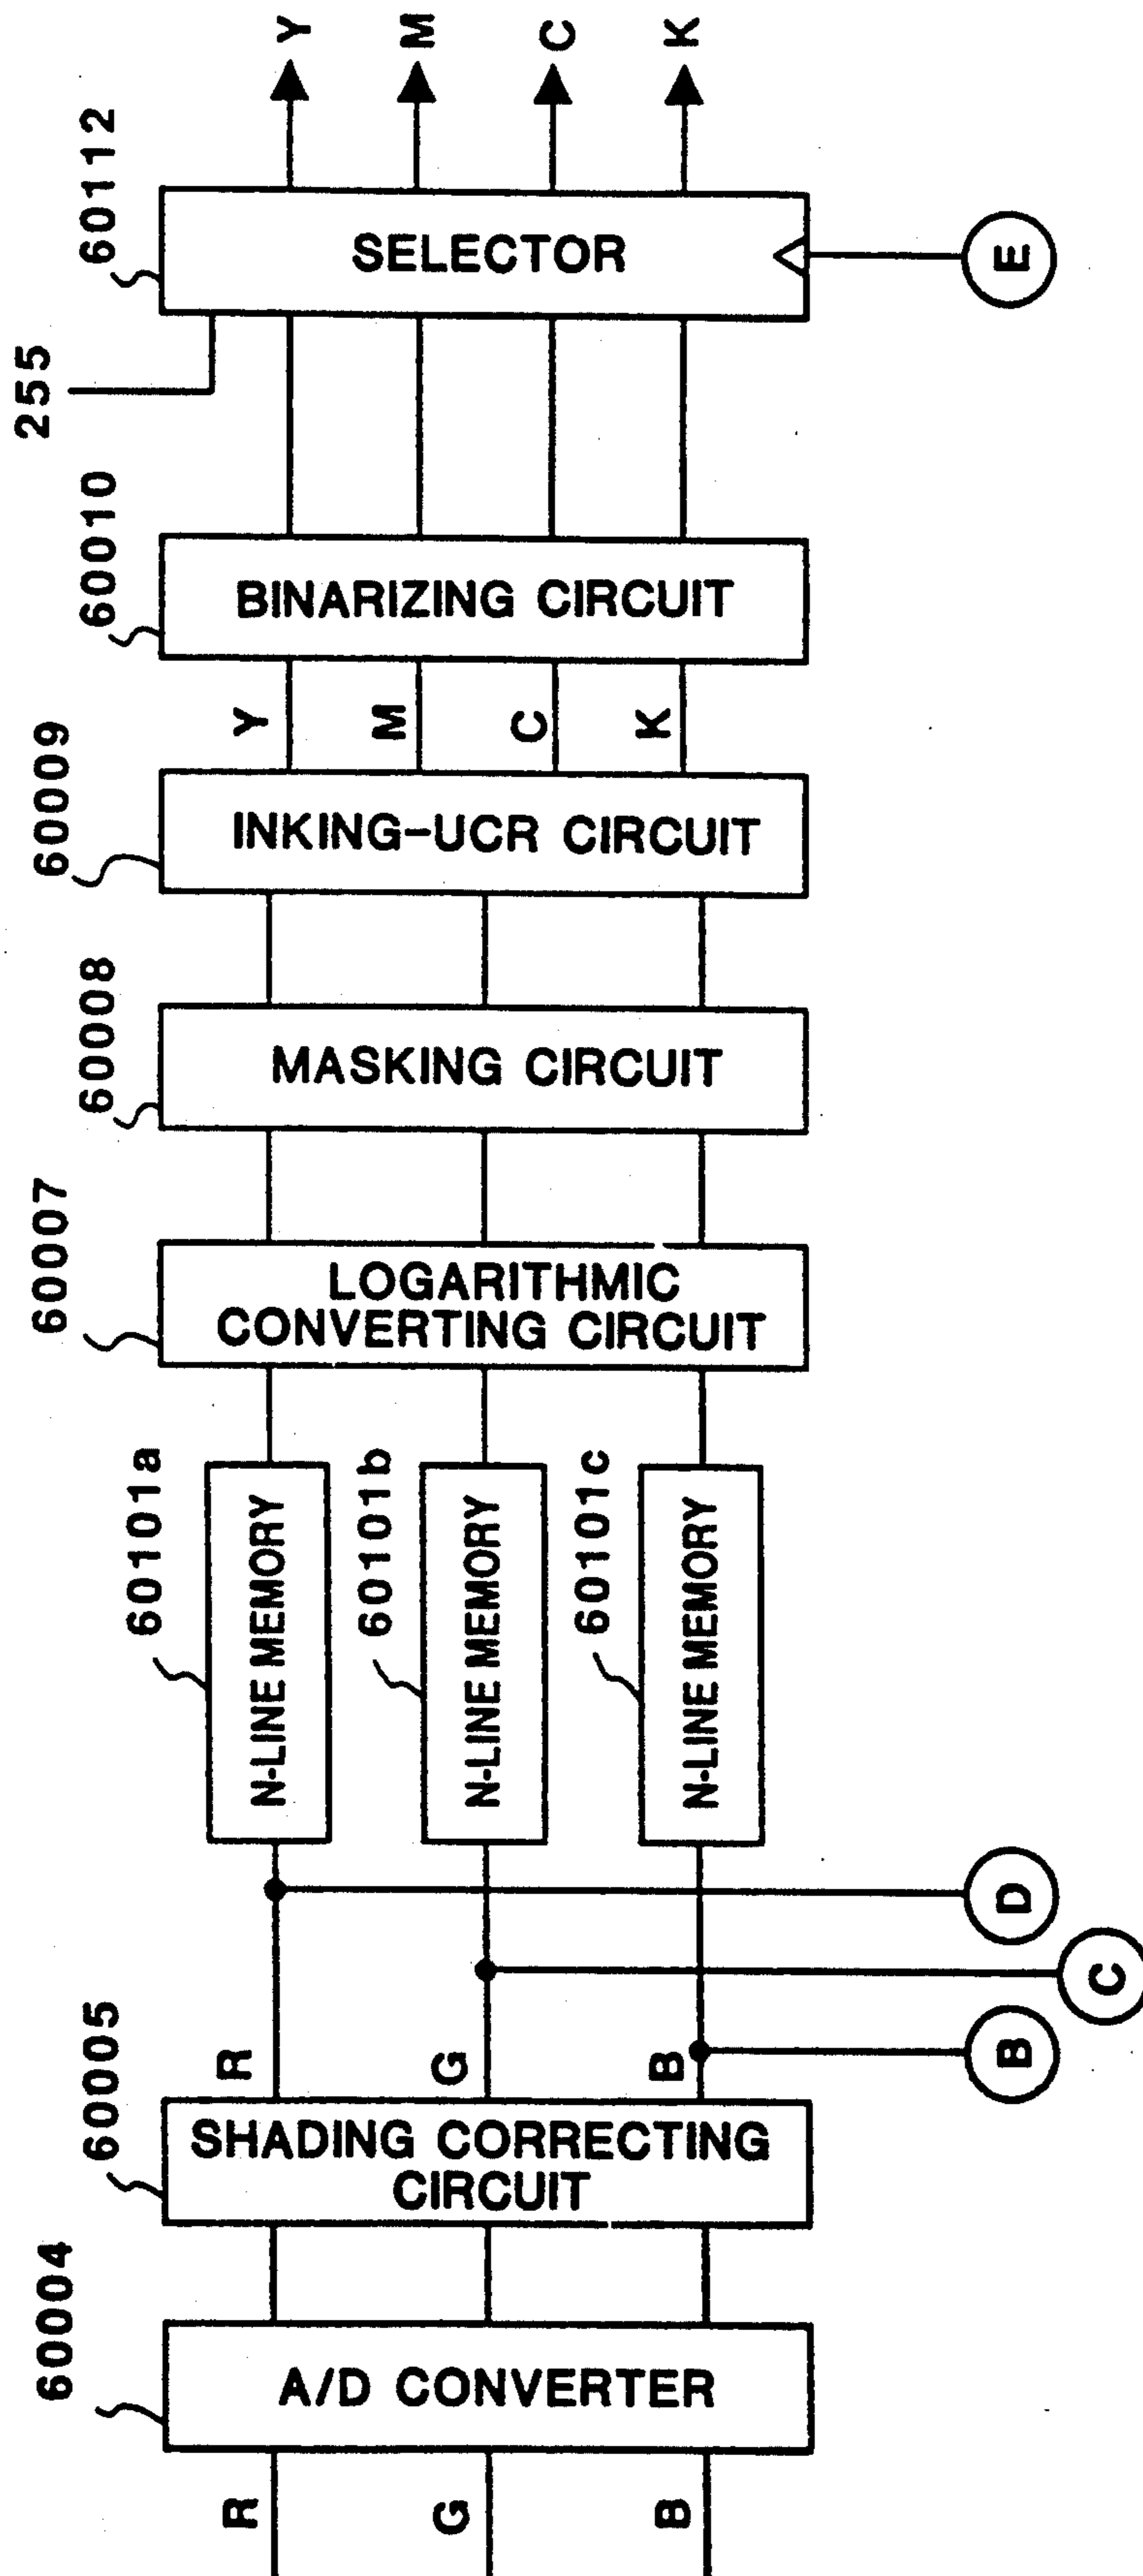 Y
M
C
K
60112
SELECTOR
E
255
60010
BINARIZING CIRCUIT
Y
M
C
K
60009
INKING-UCR CIRCUIT
60008
MASKING CIRCUIT
60007
LOGARITHMIC
CONVERTING CIRCUIT
60101a
N-LINE MEMORY
60101b
N-LINE MEMORY
60101c
N-LINE MEMORY
D
C
B
R
G
B
60005
SHADING CORRECTING
CIRCUIT
60004
A/D CONVERTER
R
G
B